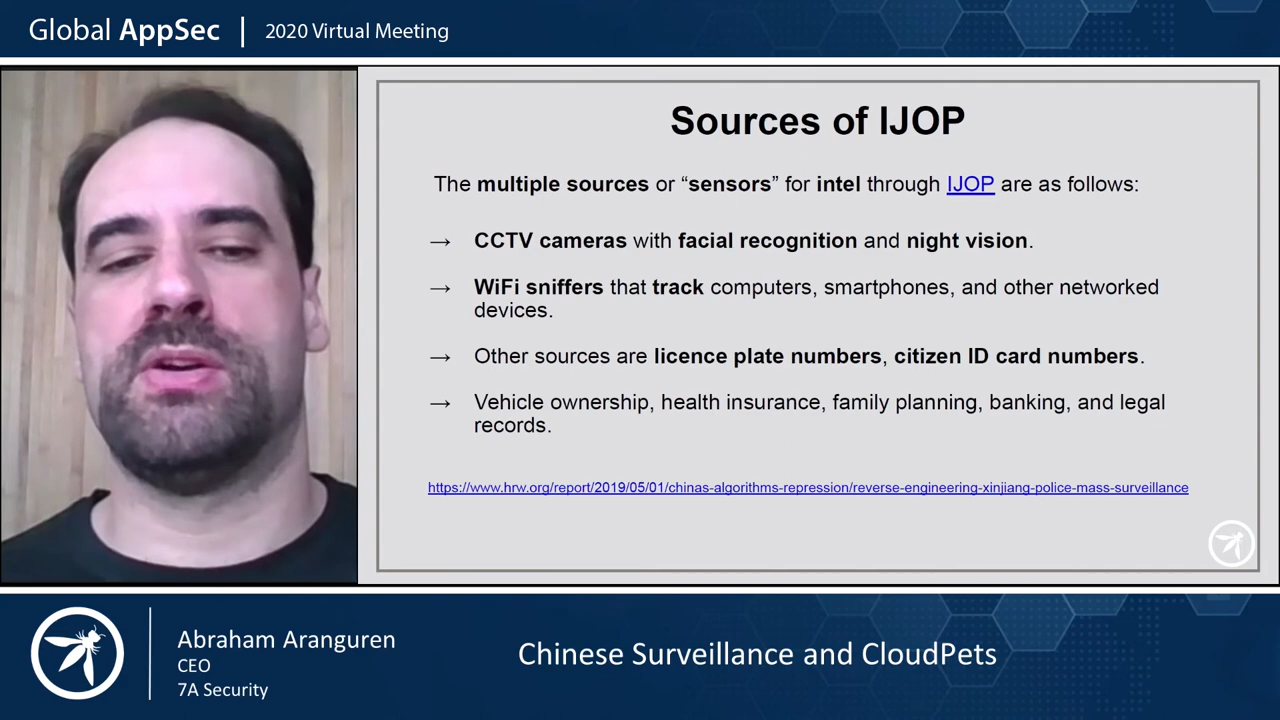 Global AppSec | 2020 Virtual Meeting
Sources of IJOP
The multiple sources or “sensors” for intel through IJOP are as follows:
→ CCTV cameras with facial recognition and night vision.
→ WiFi sniffers that track computers, smartphones, and other networked
devices.
→ Other sources are licence plate numbers, citizen ID card numbers.
→ Vehicle ownership, health insurance, family planning, banking, and legal
records.
https://www.hrw.org/report/2019/05/01/chinas-algorithms-repression/reverse-engineering-xinjiang-police-mass-surveillance
Abraham Aranguren
CEO
7A Security
Chinese Surveillance and CloudPets